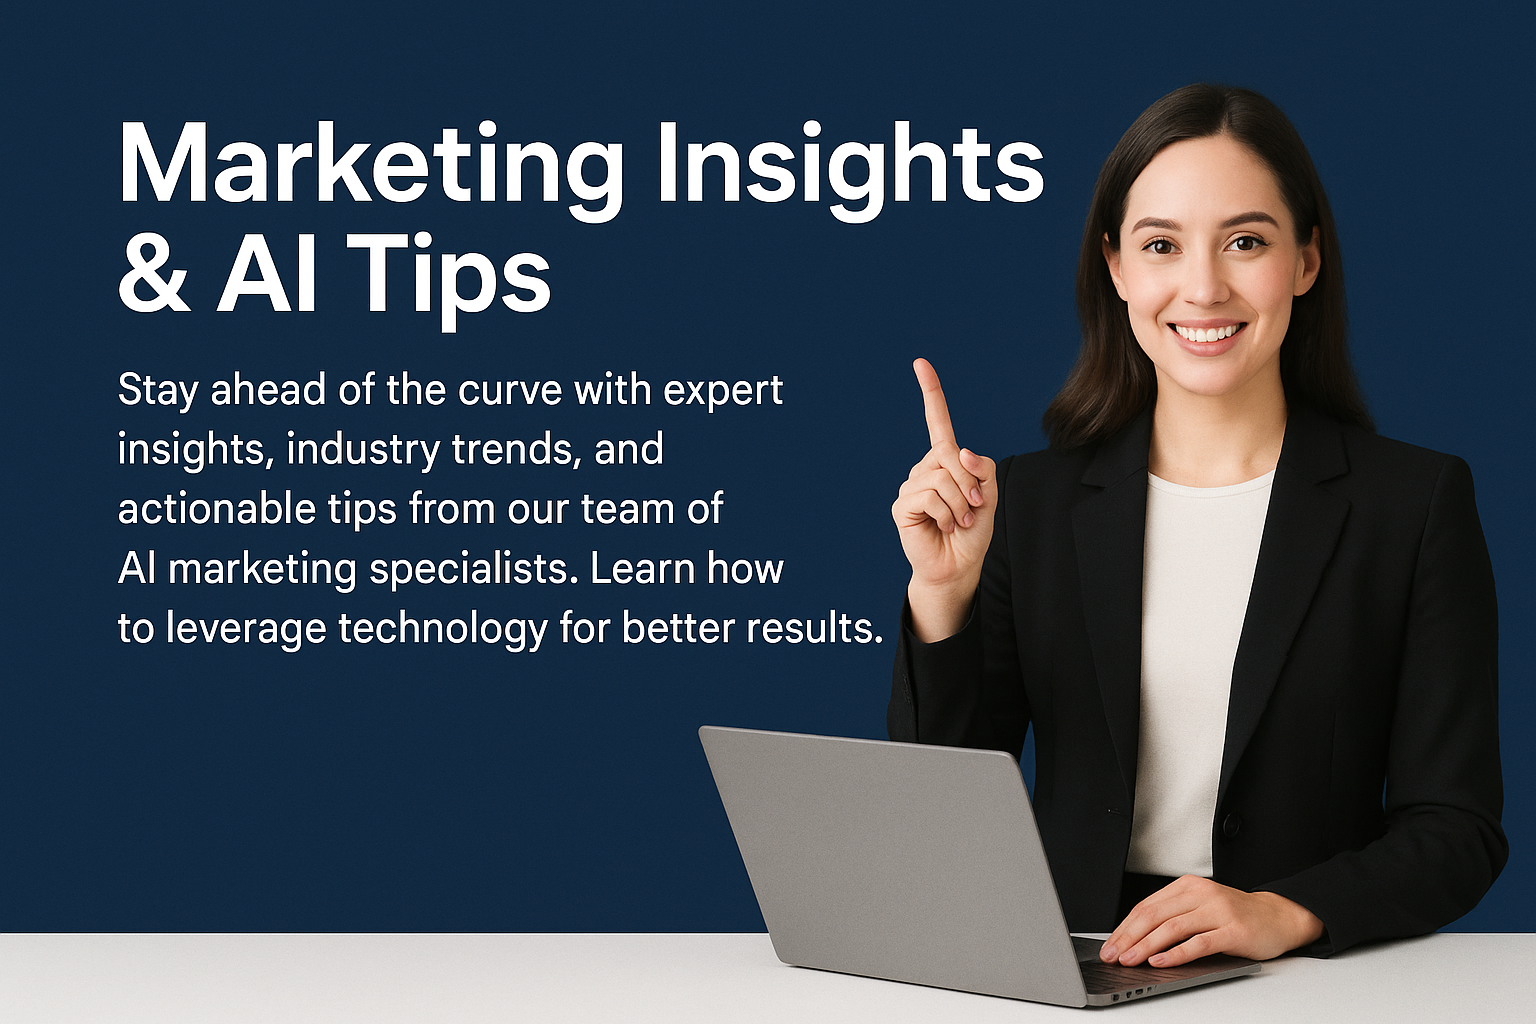 Marketing Insights
& AI Tips
Stay ahead of the curve with expert
insights, industry trends, and
actionable tips from our team of
AI marketing specialists. Learn how
to leverage technology for better results.